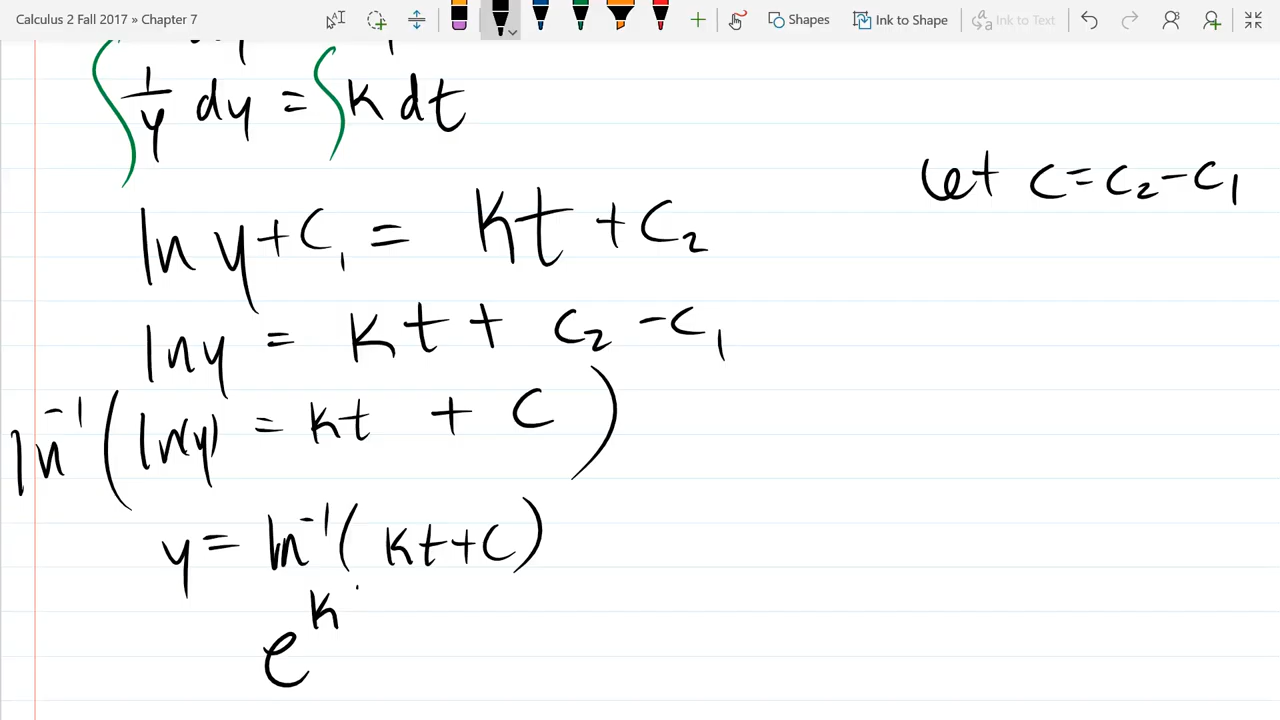 Calculus 2 Fall 2017 » Chapter 7
Shapes
Ink to Shape
Ink to Text
∫ 1/y dy = ∫ k dt
let C = C₂ - C₁
ln y + C₁ = kt + C₂
ln y = kt + C₂ - C₁
ln⁻¹ ( ln(y) = kt + C )
y = ln⁻¹ ( kt + C )
e^k